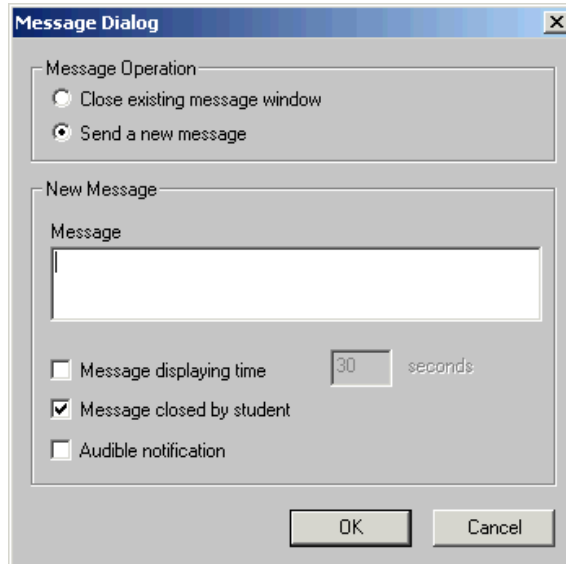 Message Dialog
Message Operation
Close existing message window
Send a new message
New Message
Message
Message displaying time 30 seconds
Message closed by student
Audible notification
OK Cancel